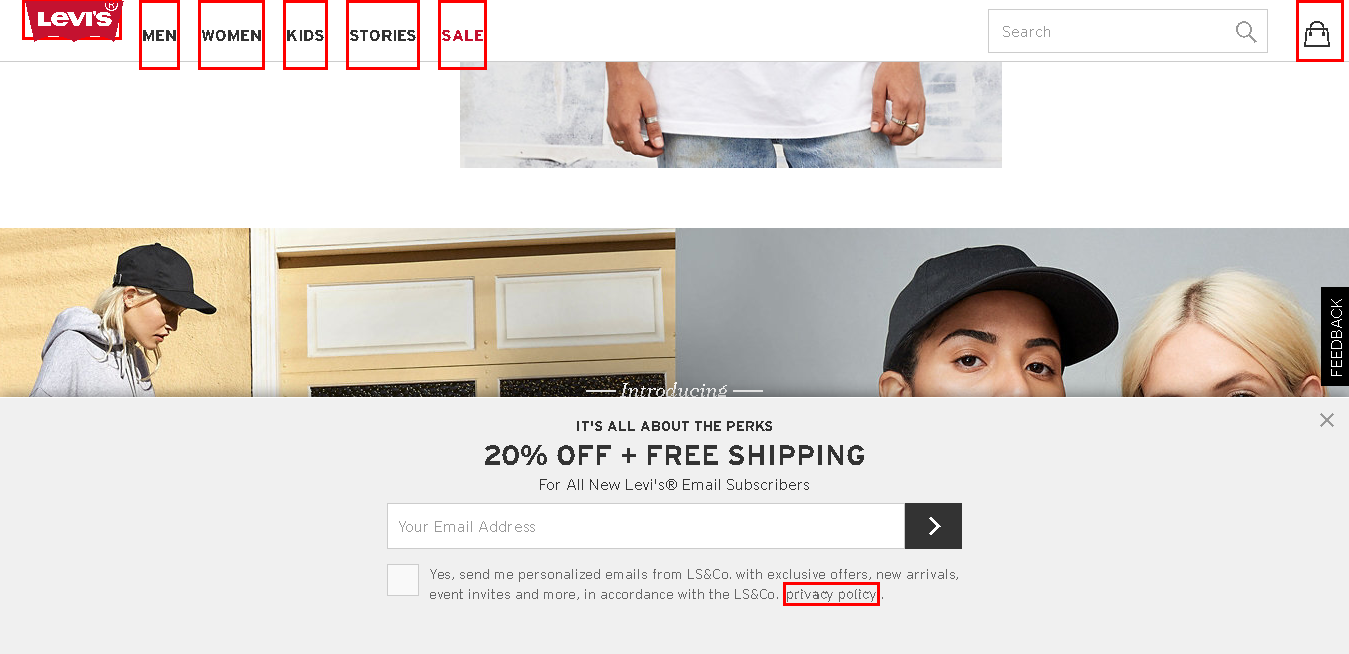 LEVI'S®
MEN
WOMEN
KIDS
STORIES
SALE
Search
FEEDBACK
Introducing
IT'S ALL ABOUT THE PERKS
20% OFF + FREE SHIPPING
For All New Levi's® Email Subscribers
Your Email Address
Yes, send me personalized emails from LS&Co. with exclusive offers, new arrivals,
event invites and more, in accordance with the LS&Co. privacy policy.